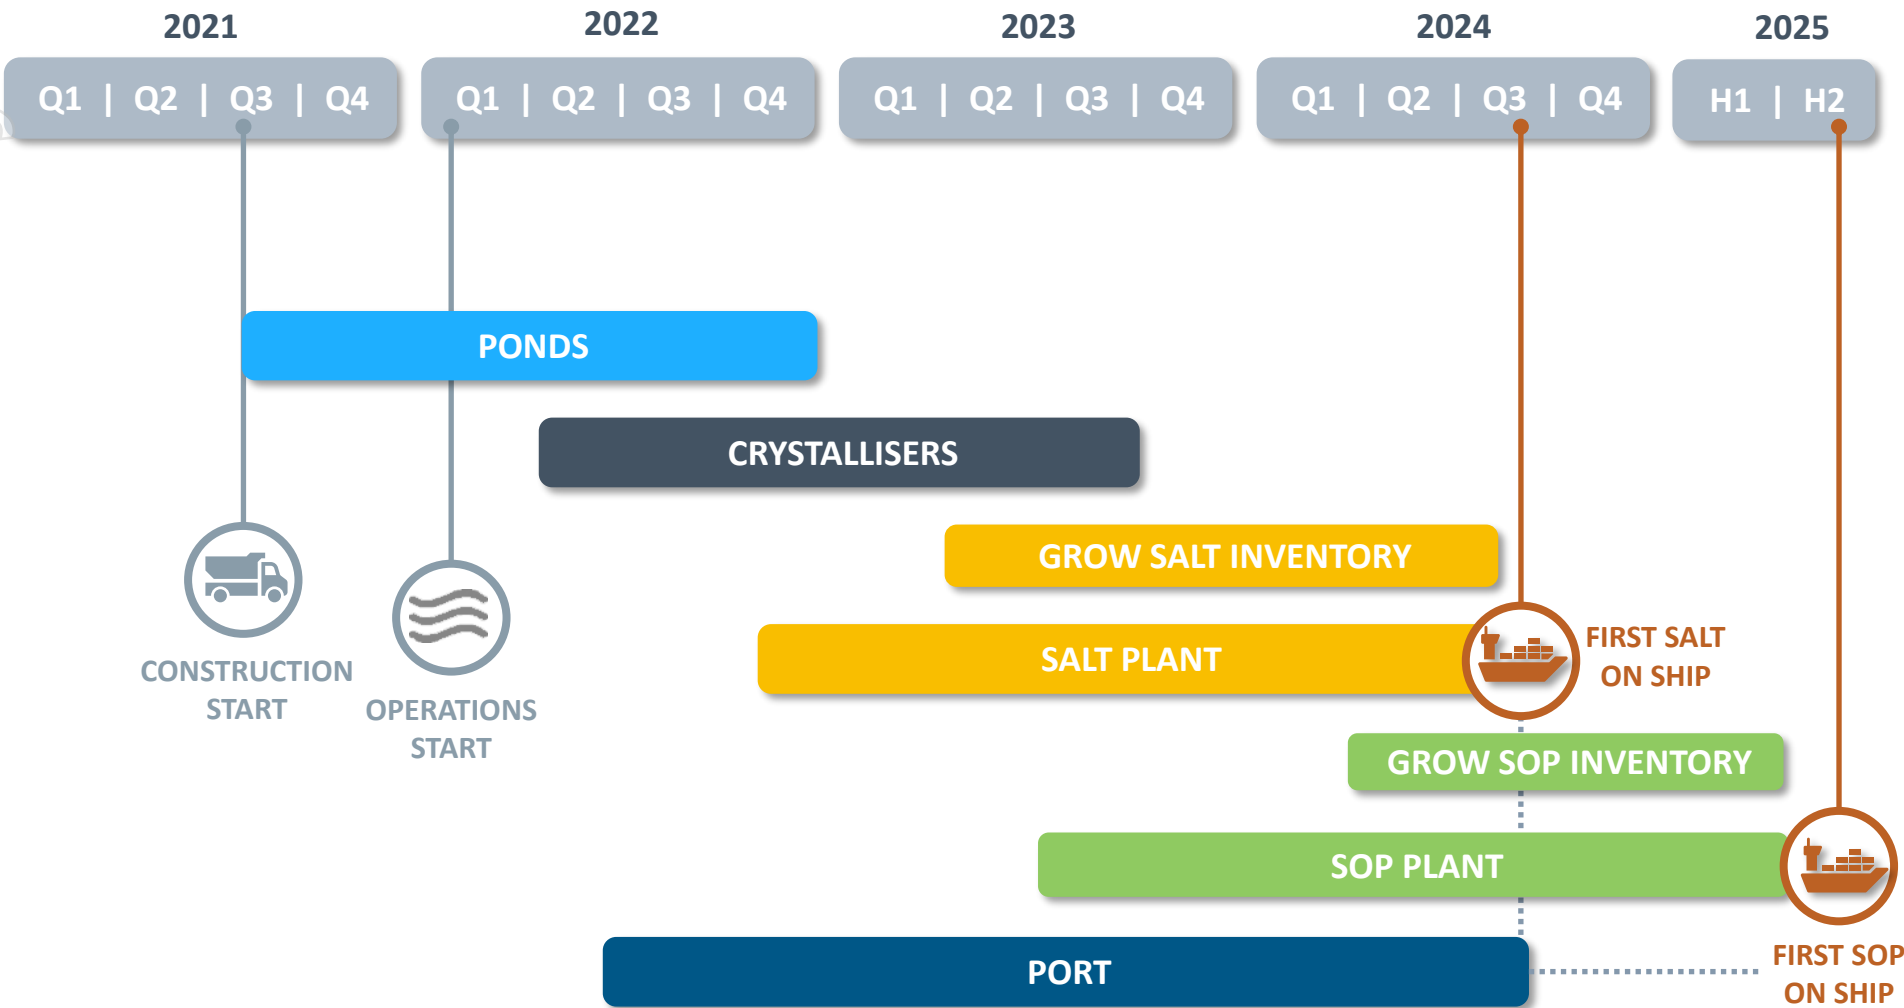 2021
2022
2023
2024
2025
Q1 | Q2 | Q3 | Q4
Q1 | Q2 | Q3 | Q4
Q1 | Q2 | Q3 | Q4
Q1 | Q2 | Q3 | Q4
H1 | H2
PONDS
CRYSTALLISERS
GROW SALT INVENTORY
SALT PLANT
FIRST SALT
ON SHIP
CONSTRUCTION
START
OPERATIONS
START
GROW SOP INVENTORY
SOP PLANT
PORT
FIRST SOP
ON SHIP